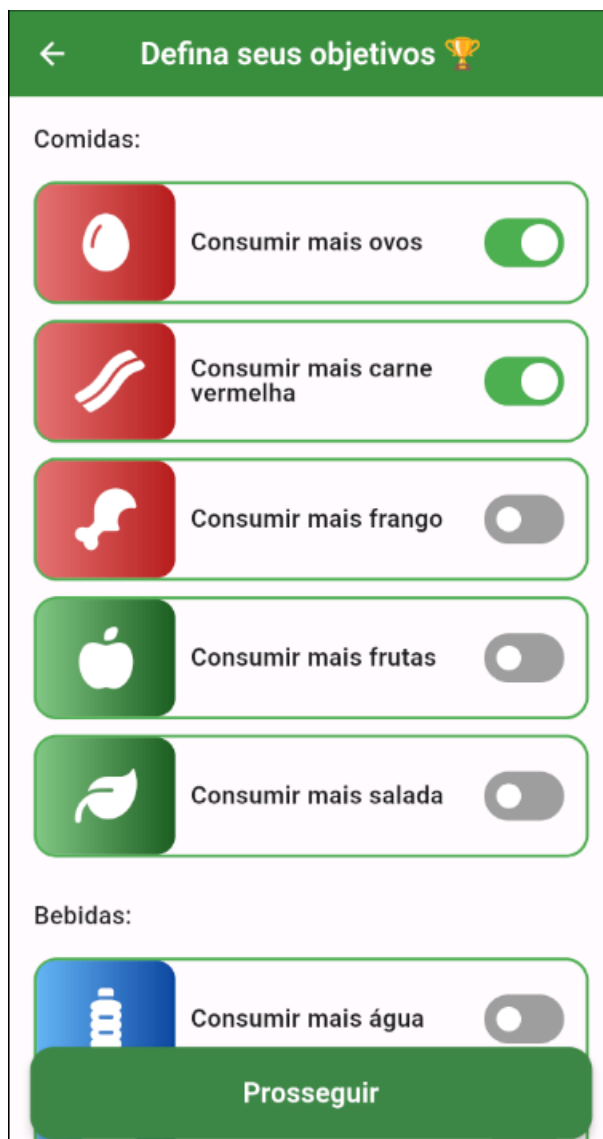 Defina seus objetivos 🏆
Comidas:
Consumir mais ovos
Consumir mais carne
vermelha
Consumir mais frango
Consumir mais frutas
Consumir mais salada
Bebidas:
Consumir mais água
Prosseguir